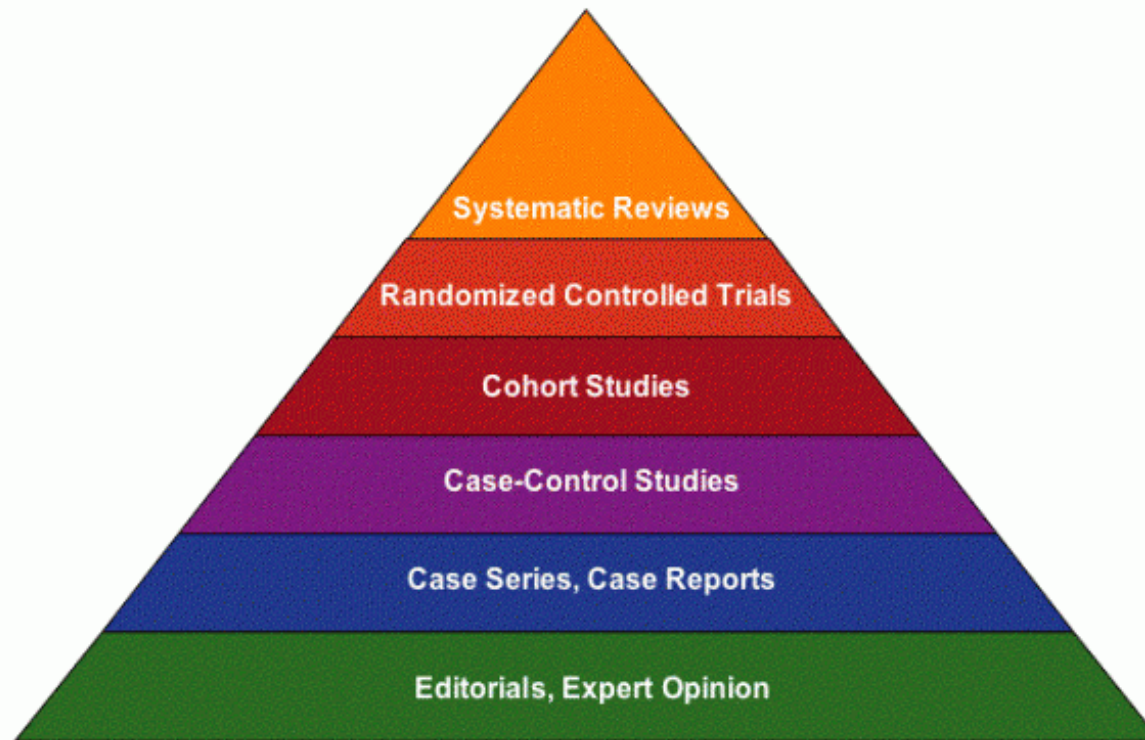 Systematic Reviews
Randomized Controlled Trials
Cohort Studies
Case-Control Studies
Case Series, Case Reports
Editorials, Expert Opinion